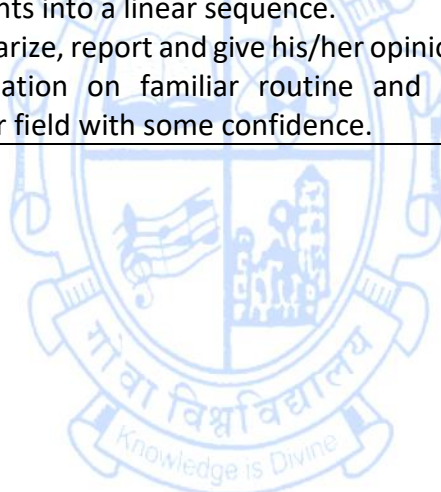 nts into a linear sequence.
arize, report and give his/her opinic
ation on familiar routine and
r field with some confidence.
गोंवा विश्वविद्यालय
Knowledge is Divine